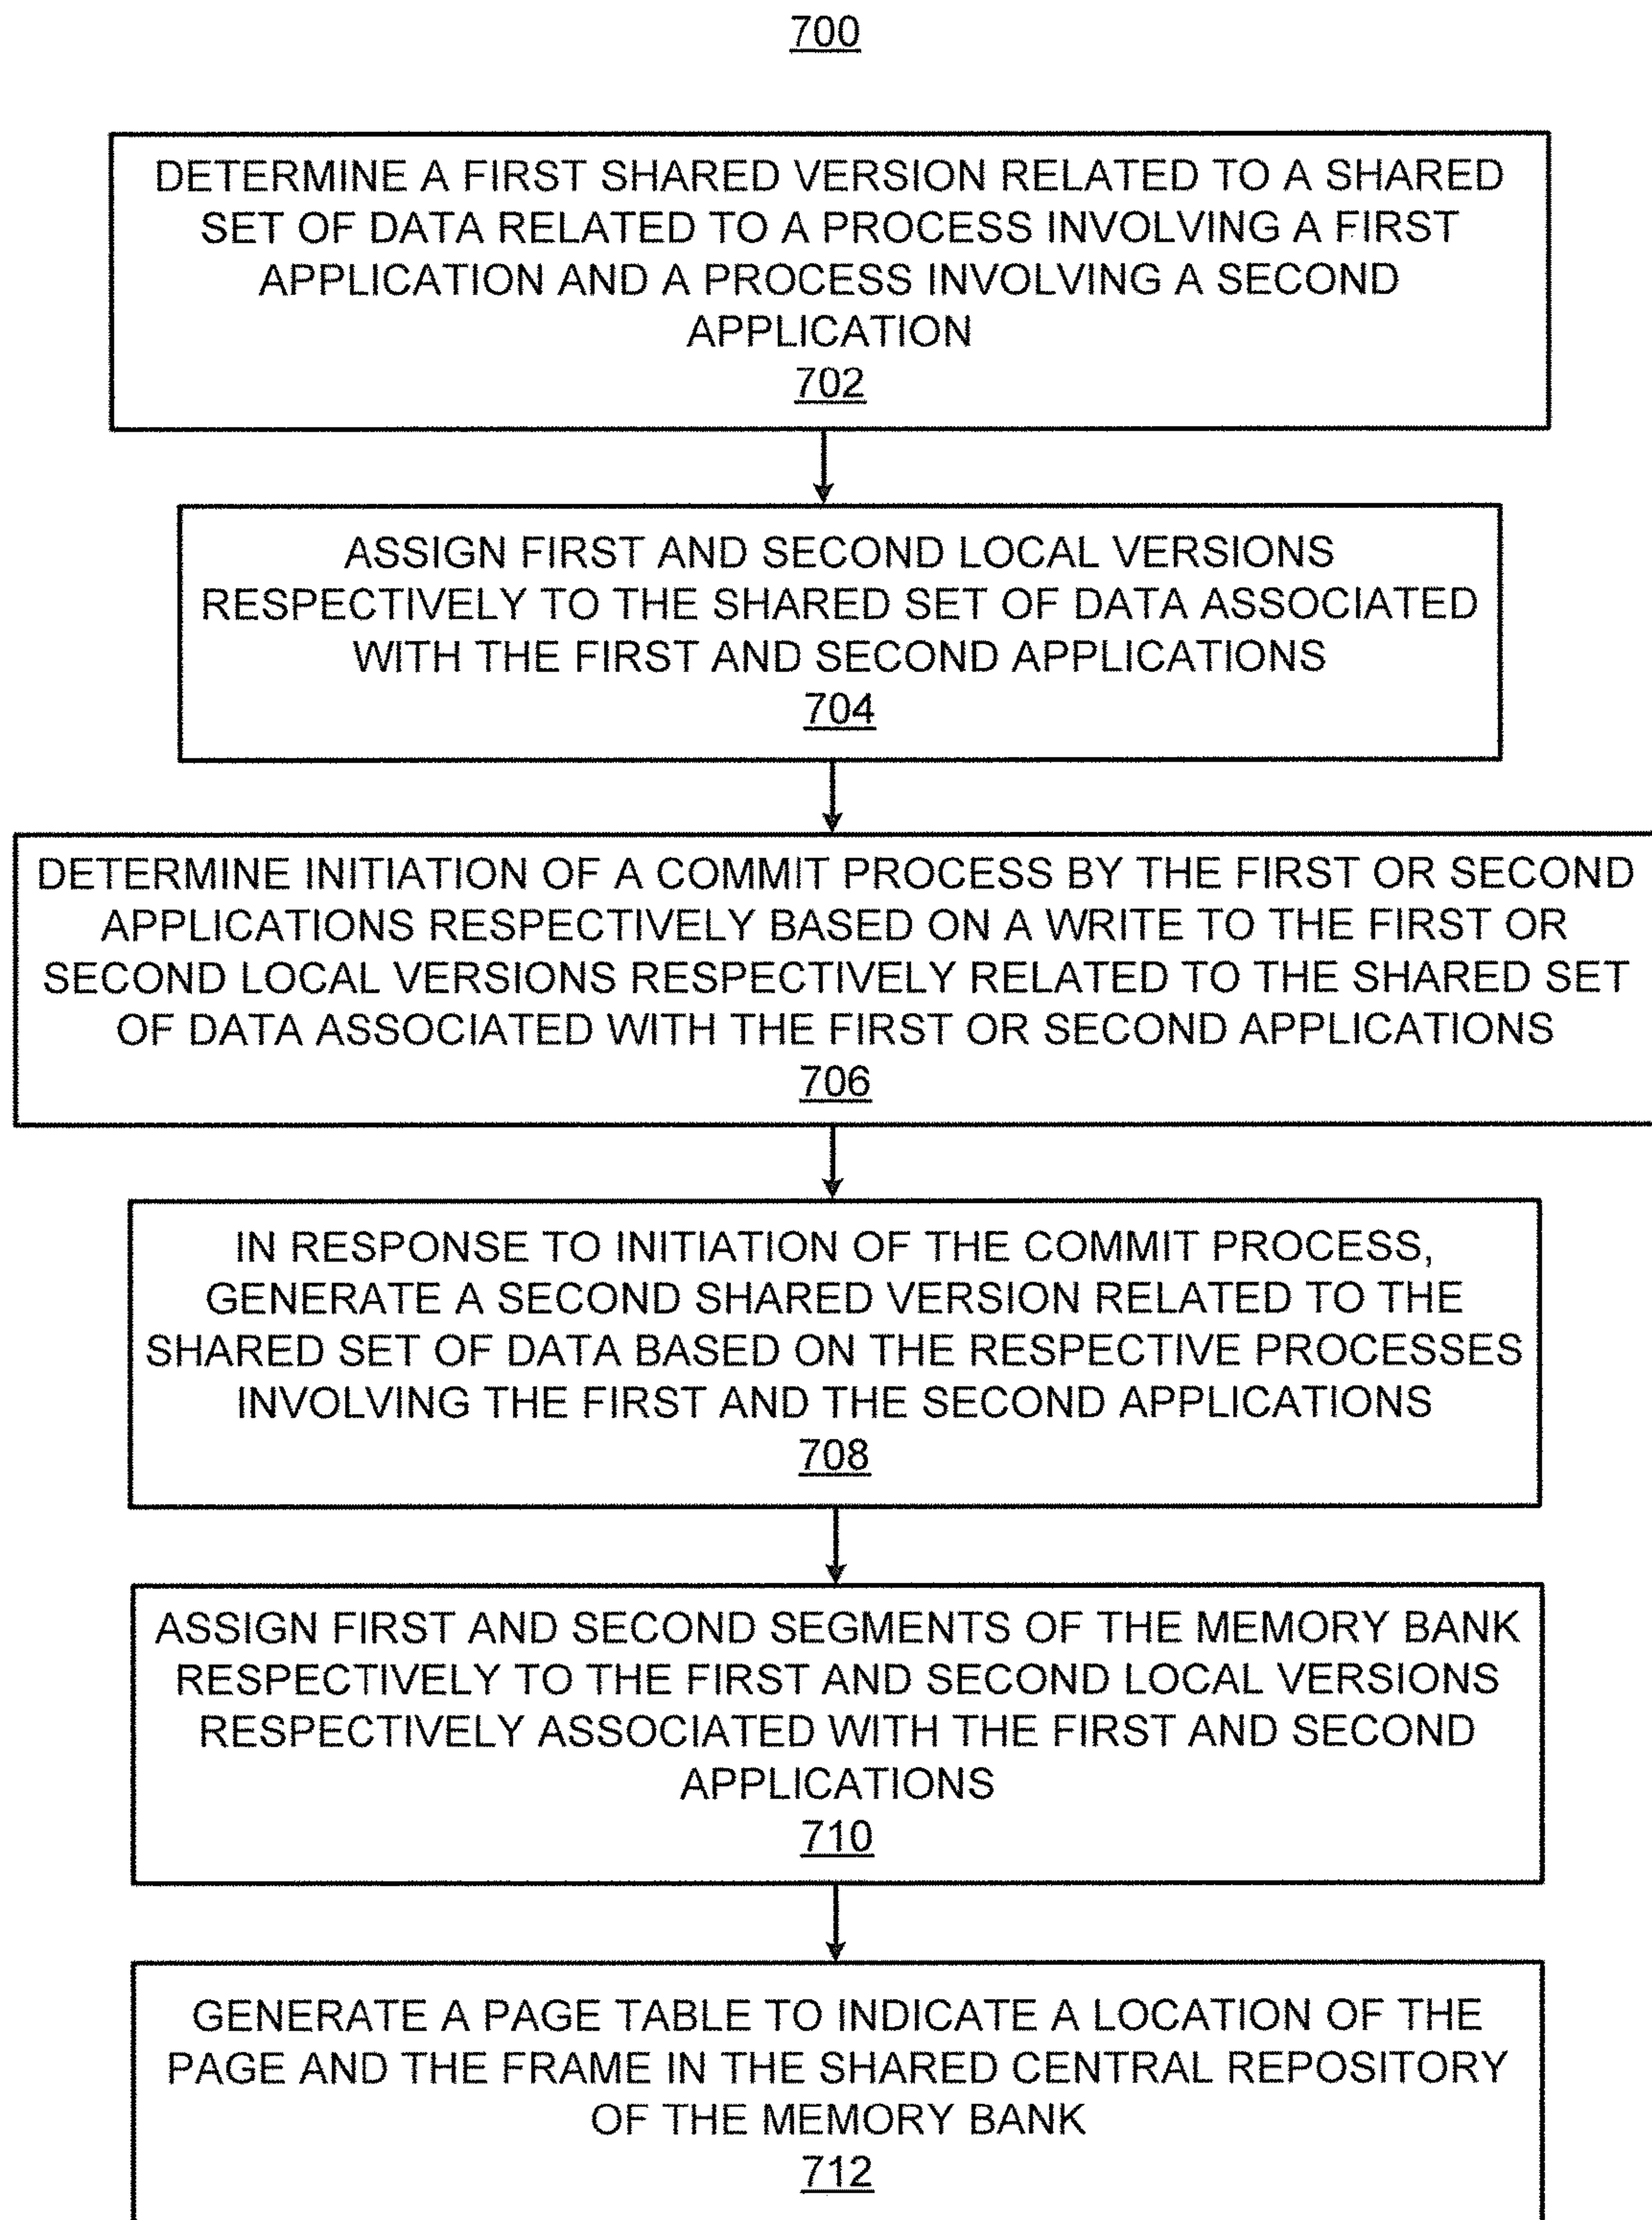 700
DETERMINE A FIRST SHARED VERSION RELATED TO A SHARED
SET OF DATA RELATED TO A PROCESS INVOLVING A FIRST
APPLICATION AND A PROCESS INVOLVING A SECOND
APPLICATION
702
ASSIGN FIRST AND SECOND LOCAL VERSIONS
RESPECTIVELY TO THE SHARED SET OF DATA ASSOCIATED
WITH THE FIRST AND SECOND APPLICATIONS
704
DETERMINE INITIATION OF A COMMIT PROCESS BY THE FIRST OR SECOND
APPLICATIONS RESPECTIVELY BASED ON A WRITE TO THE FIRST OR
SECOND LOCAL VERSIONS RESPECTIVELY RELATED TO THE SHARED SET
OF DATA ASSOCIATED WITH THE FIRST OR SECOND APPLICATIONS
706
IN RESPONSE TO INITIATION OF THE COMMIT PROCESS,
GENERATE A SECOND SHARED VERSION RELATED TO THE
SHARED SET OF DATA BASED ON THE RESPECTIVE PROCESSES
INVOLVING THE FIRST AND THE SECOND APPLICATIONS
708
ASSIGN FIRST AND SECOND SEGMENTS OF THE MEMORY BANK
RESPECTIVELY TO THE FIRST AND SECOND LOCAL VERSIONS
RESPECTIVELY ASSOCIATED WITH THE FIRST AND SECOND
APPLICATIONS
710
GENERATE A PAGE TABLE TO INDICATE A LOCATION OF THE
PAGE AND THE FRAME IN THE SHARED CENTRAL REPOSITORY
OF THE MEMORY BANK
712